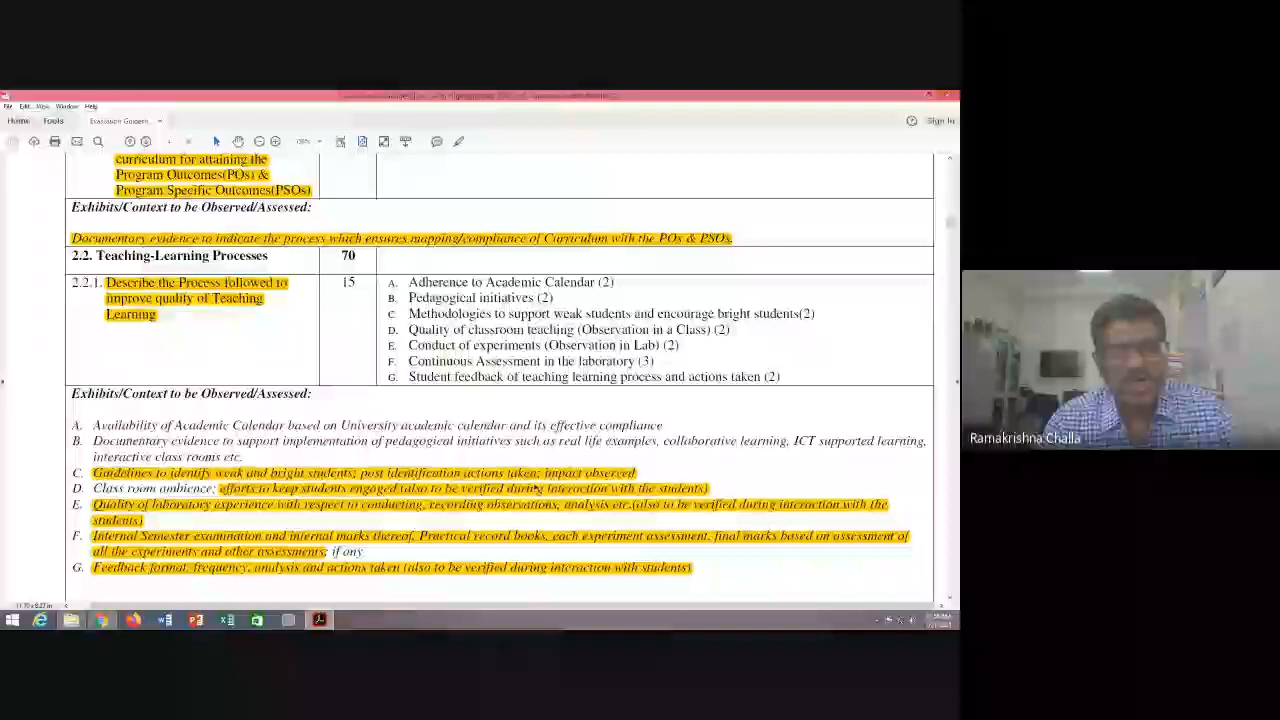 File Edit View Window Help
Home Tools Evaluation Guideli...
Sign In
curriculum for attaining the
Program Outcomes(POs) &
Program Specific Outcomes(PSOs)
Exhibits/Context to be Observed/Assessed:
Documentary evidence to indicate the process which ensures mapping/compliance of Curriculum with the POs & PSOs.
2.2. Teaching-Learning Processes 70
2.2.1. Describe the Process followed to improve quality of Teaching Learning 15
A. Adherence to Academic Calendar (2)
B. Pedagogical initiatives (2)
C. Methodologies to support weak students and encourage bright students(2)
D. Quality of classroom teaching (Observation in a Class) (2)
E. Conduct of experiments (Observation in Lab) (2)
F. Continuous Assessment in the laboratory (3)
G. Student feedback of teaching learning process and actions taken (2)
Exhibits/Context to be Observed/Assessed:
A. Availability of Academic Calendar based on University academic calendar and its effective compliance
B. Documentary evidence to support implementation of pedagogical initiatives such as real life examples, collaborative learning, ICT supported learning,
interactive class rooms etc.
C. Guidelines to identify weak and bright students; post identification actions taken; impact observed
D. Class room ambience; efforts to keep students engaged (also to be verified during interaction with the students)
E. Quality of laboratory experience with respect to conducting, recording observations, analysis etc.(also to be verified during interaction with the
students)
F. Internal Semester examination and internal marks thereof, Practical record books, each experiment assessment, final marks based on assessment of
all the experiments and other assessments; if any
G. Feedback format, frequency, analysis and actions taken (also to be verified during interaction with students)
11.70 x 8.27 in
Ramakrishna Challa